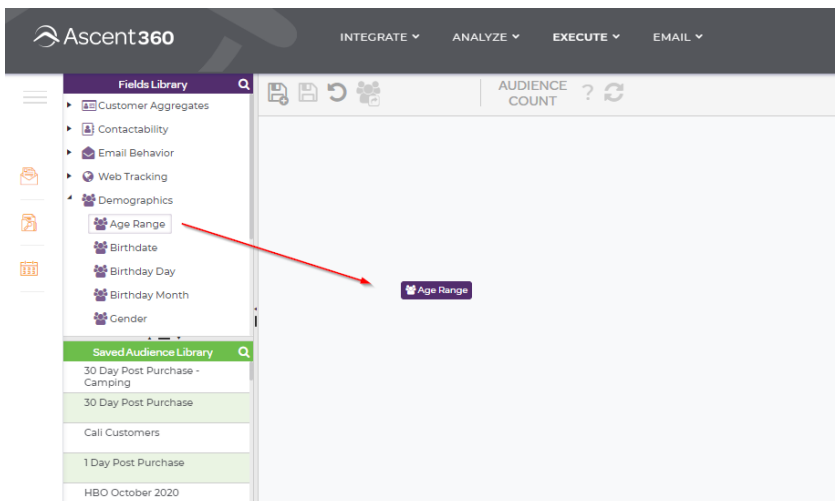 Ascent360
INTEGRATE
ANALYZE
EXECUTE
EMAIL
Fields Library
Customer Aggregates
Contactability
Email Behavior
Web Tracking
Demographics
Age Range
Birthdate
Birthday Day
Birthday Month
Gender
AUDIENCE
COUNT
?
Age Range
Saved Audience Library
30 Day Post Purchase -
Camping
30 Day Post Purchase
Cali Customers
1 Day Post Purchase
HBO October 2020